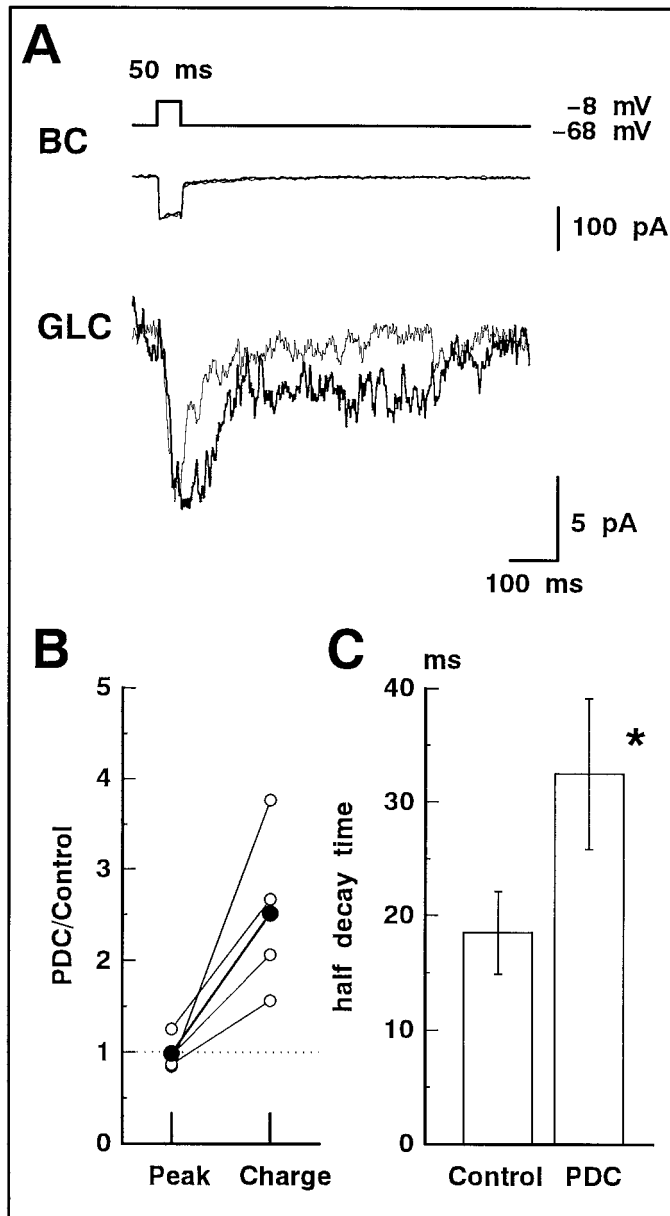 A
50 ms
−8 mV
−68 mV
BC
100 pA
GLC
5 pA
100 ms
B
5
4
3
2
1
0
PDC/Control
Peak Charge
C
ms
40
30
20
10
0
half decay time
*
Control PDC